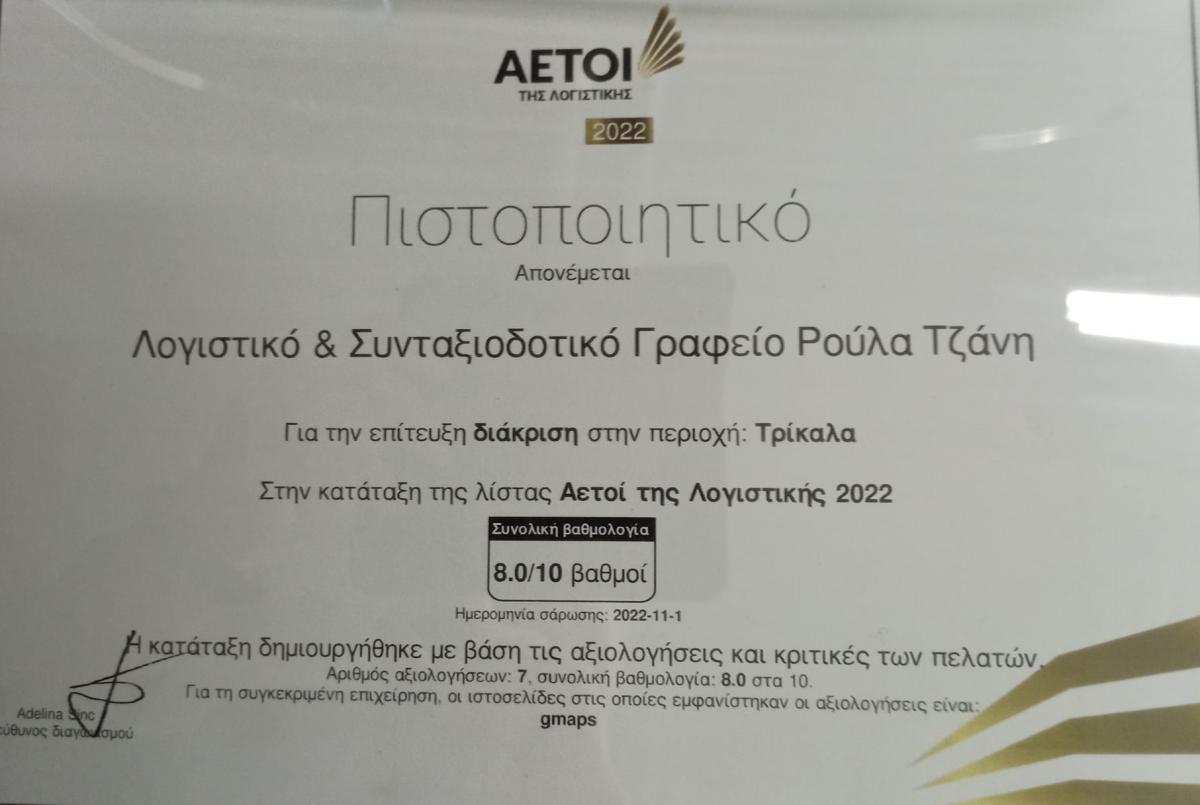 ΑΕΤΟΙ
ΤΗΣ ΛΟΓΙΣΤΙΚΗΣ
2022
Πιστοποιητικό
Απονέμεται
Λογιστικό & Συνταξιοδοτικό Γραφείο Ρούλα Τζάνη
Για την επίτευξη διάκριση στην περιοχή: Τρίκαλα
Στην κατάταξη της λίστας Αετοί της Λογιστικής 2022
Συνολική βαθμολογία
8.0/10 βαθμοί
Ημερομηνία σάρωσης: 2022-11-1
Η κατάταξη δημιουργήθηκε με βάση τις αξιολογήσεις και κριτικές των πελατών.
Αριθμός αξιολογήσεων: 7, συνολική βαθμολογία: 8.0 στα 10.
Για τη συγκεκριμένη επιχείρηση, οι ιστοσελίδες στις οποίες εμφανίστηκαν οι αξιολογήσεις είναι:
gmaps
Adelina Sinc
εύθυνος διαγωνισμού